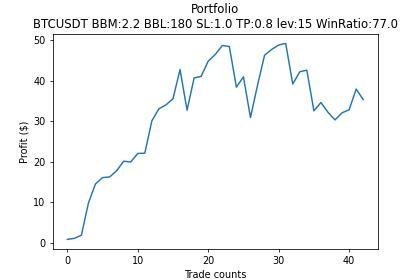 Portfolio
BTCUSDT BBM:2.2 BBL:180 SL:1.0 TP:0.8 lev:15 WinRatio:77.0
50
40
30
20
10
0
Profit ($)
0 10 20 30 40
Trade counts